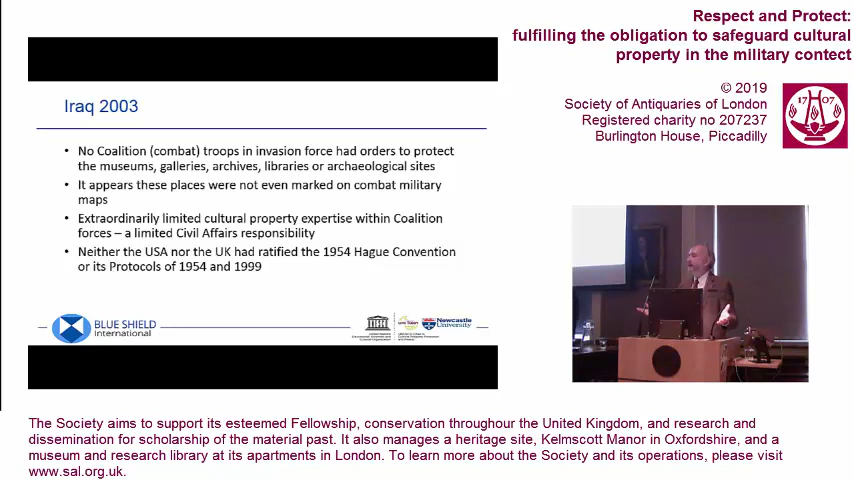 Respect and Protect:
fulfilling the obligation to safeguard cultural
property in the military contect
© 2019
Society of Antiquaries of London
Registered charity no 207237
Burlington House, Piccadilly
17 07
Iraq 2003
• No Coalition (combat) troops in invasion force had orders to protect
the museums, galleries, archives, libraries or archaeological sites
• It appears these places were not even marked on combat military
maps
• Extraordinarily limited cultural property expertise within Coalition
forces – a limited Civil Affairs responsibility
• Neither the USA nor the UK had ratified the 1954 Hague Convention
or its Protocols of 1954 and 1999
BLUE SHIELD
International
Newcastle
University
The Society aims to support its esteemed Fellowship, conservation throughour the United Kingdom, and research and
dissemination for scholarship of the material past. It also manages a heritage site, Kelmscott Manor in Oxfordshire, and a
museum and research library at its apartments in London. To learn more about the Society and its operations, please visit
www.sal.org.uk.